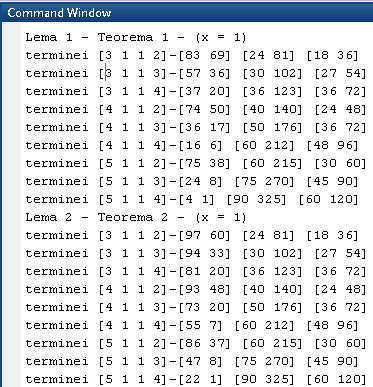 Command Window
Lema 1 - Teorema 1 - (x = 1)
terminei [3 1 1 2]-[83 69] [24 81] [18 36]
terminei [3 1 1 3]-[57 36] [30 102] [27 54]
terminei [3 1 1 4]-[37 20] [36 123] [36 72]
terminei [4 1 1 2]-[74 50] [40 140] [24 48]
terminei [4 1 1 3]-[36 17] [50 176] [36 72]
terminei [4 1 1 4]-[16 6] [60 212] [48 96]
terminei [5 1 1 2]-[75 38] [60 215] [30 60]
terminei [5 1 1 3]-[24 8] [75 270] [45 90]
terminei [5 1 1 4]-[4 1] [90 325] [60 120]
Lema 2 - Teorema 2 - (x = 1)
terminei [3 1 1 2]-[97 60] [24 81] [18 36]
terminei [3 1 1 3]-[94 33] [30 102] [27 54]
terminei [3 1 1 4]-[81 20] [36 123] [36 72]
terminei [4 1 1 2]-[93 48] [40 140] [24 48]
terminei [4 1 1 3]-[73 20] [50 176] [36 72]
terminei [4 1 1 4]-[55 7] [60 212] [48 96]
terminei [5 1 1 2]-[86 37] [60 215] [30 60]
terminei [5 1 1 3]-[47 8] [75 270] [45 90]
terminei [5 1 1 4]-[22 1] [90 325] [60 120]